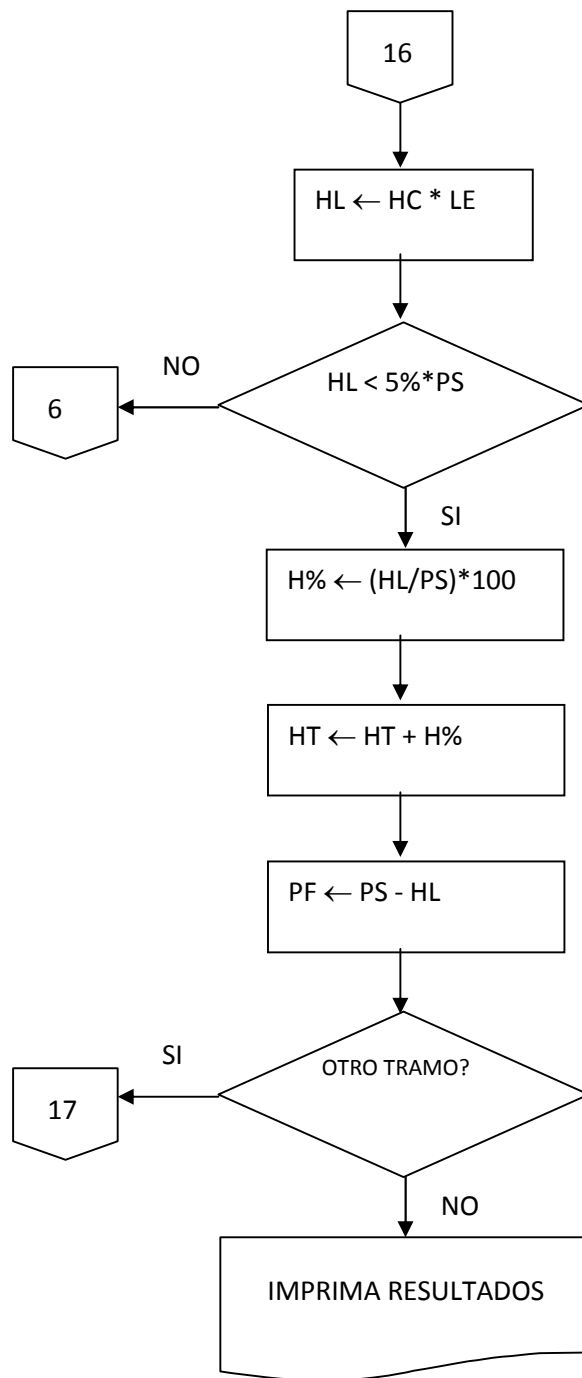 16
HL ← HC * LE
HL < 5%*PS
NO
6
SI
H% ← (HL/PS)*100
HT ← HT + H%
PF ← PS - HL
OTRO TRAMO?
SI
17
NO
IMPRIMA RESULTADOS